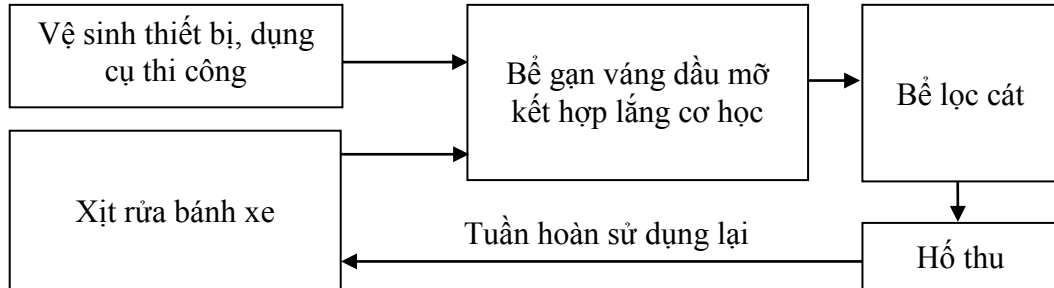 Vệ sinh thiết bị, dụng
cụ thi công
Bể gạn váng dầu mỡ
kết hợp lắng cơ học
Bể lọc cát
Xịt rửa bánh xe
Tuần hoàn sử dụng lại
Hố thu